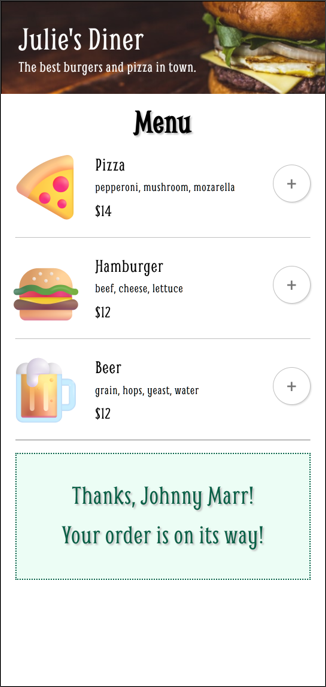 Julie's Diner
The best burgers and pizza in town.
Menu
Pizza
pepperoni, mushroom, mozarella
$14
+
Hamburger
beef, cheese, lettuce
$12
+
Beer
grain, hops, yeast, water
$12
+
Thanks, Johnny Marr!
Your order is on its way!